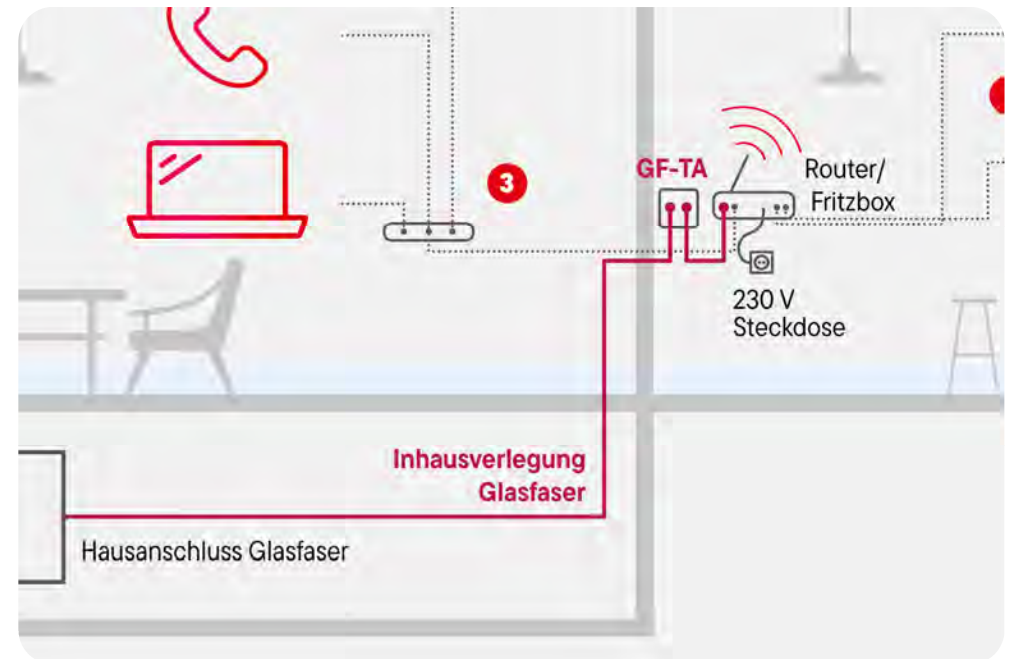 3
GF-TA
Router/
Fritzbox
230 V
Steckdose
Inhausverlegung
Glasfaser
Hausanschluss Glasfaser